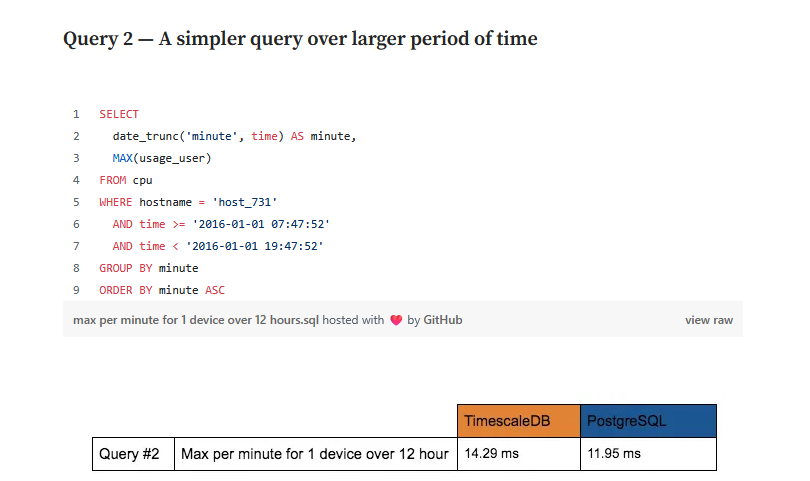 Query 2 — A simpler query over larger period of time
1 SELECT
2 date_trunc('minute', time) AS minute,
3 MAX(usage_user)
4 FROM cpu
5 WHERE hostname = 'host_731'
6 AND time >= '2016-01-01 07:47:52'
7 AND time < '2016-01-01 19:47:52'
8 GROUP BY minute
9 ORDER BY minute ASC
max per minute for 1 device over 12 hours.sql hosted with ❤ by GitHub view raw
TimescaleDB PostgreSQL
Query #2 Max per minute for 1 device over 12 hour 14.29 ms 11.95 ms